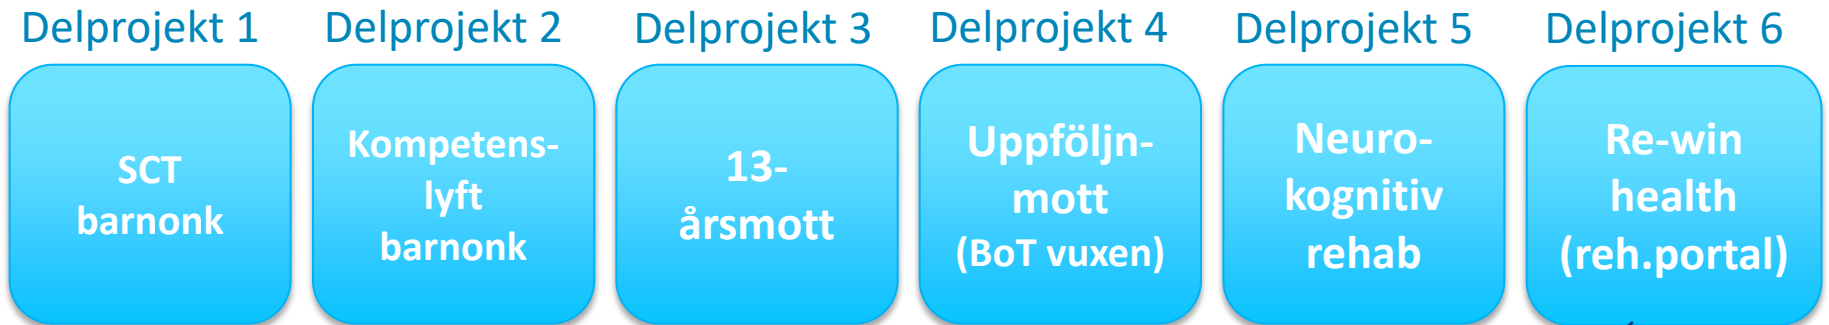 Delprojekt 1
SCT
barnonk
Delprojekt 2
Kompetens-
lyft
barnonk
Delprojekt 3
13-
årsmott
Delprojekt 4
Uppföljn-
mott
(BoT vuxen)
Delprojekt 5
Neuro-
kognitiv
rehab
Delprojekt 6
Re-win
health
(reh.portal)